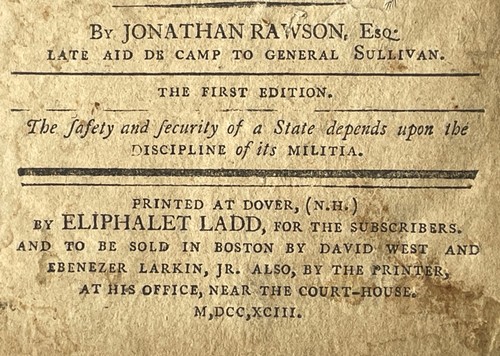 By JONATHAN RAWSON, Esq.
LATE AID DE CAMP TO GENERAL SULLIVAN.
THE FIRST EDITION.
The ſafety and ſecurity of a State depends upon the
DISCIPLINE of its MILITIA.
PRINTED AT DOVER, (N.H.)
BY ELIPHALET LADD, FOR THE SUBSCRIBERS.
AND TO BE SOLD IN BOSTON BY DAVID WEST AND
EBENEZER LARKIN, JR. ALSO, BY THE PRINTER,
AT HIS OFFICE, NEAR THE COURT-HOUSE.
M,DCC,XCIII.